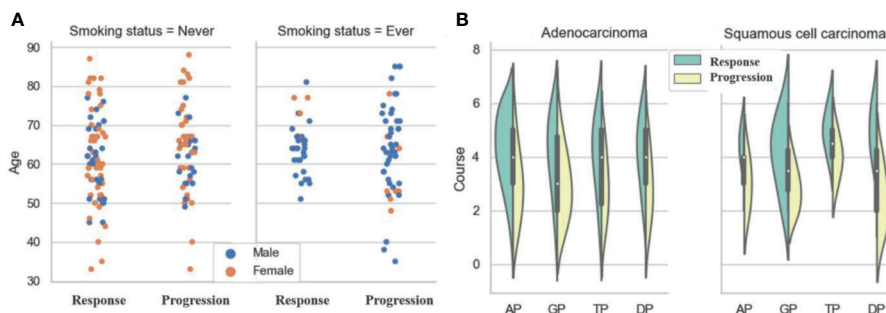 A
Smoking status = Never
Smoking status = Ever
90
80
70
60
50
40
30
Age
Male
Female
Response
Progression
Response
Progression
B
Adenocarcinoma
Squamous cell carcinoma
8
6
4
2
0
Course
Response
Progression
AP
GP
TP
DP
AP
GP
TP
DP